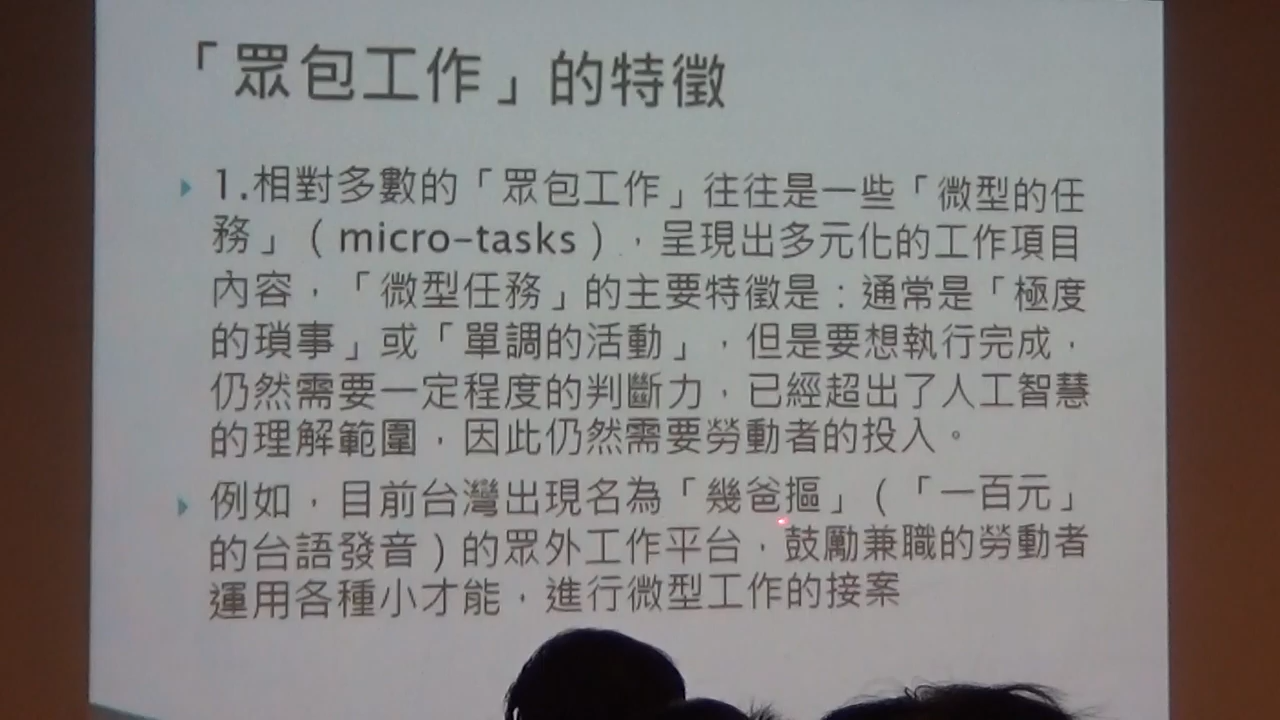 「眾包工作」的特徵
1.相對多數的「眾包工作」往往是一些「微型的任
務」（micro-tasks），呈現出多元化的工作項目
內容，「微型任務」的主要特徵是：通常是「極度
的瑣事」或「單調的活動」，但是要想執行完成，
仍然需要一定程度的判斷力，已經超出了人工智慧
的理解範圍，因此仍然需要勞動者的投入。
例如，目前台灣出現名為「幾爸摳」（「一百元」
的台語發音）的眾外工作平台，鼓勵兼職的勞動者
運用各種小才能，進行微型工作的接案